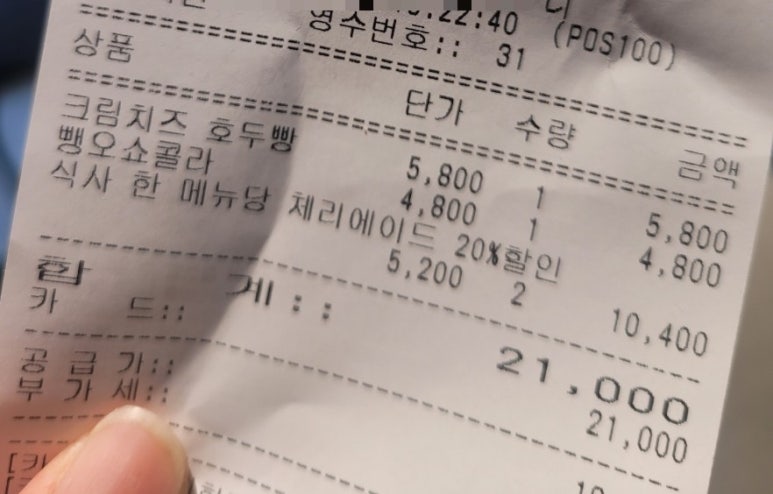 :22:40
영수번호:: 31 (POS100)
상품 단가 수량 금액
크림치즈 호두빵
5,800 1 5,800
뺑오쇼콜라
4,800 1 4,800
식사 한 메뉴당 체리에이드 20%할인
5,200 2 10,400
합 계:: 21,000
카 드:: 21,000
공 급 가::
부 가 세::